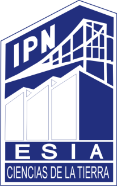 IPN
ESIA
CIENCIAS DE LA TIERRA